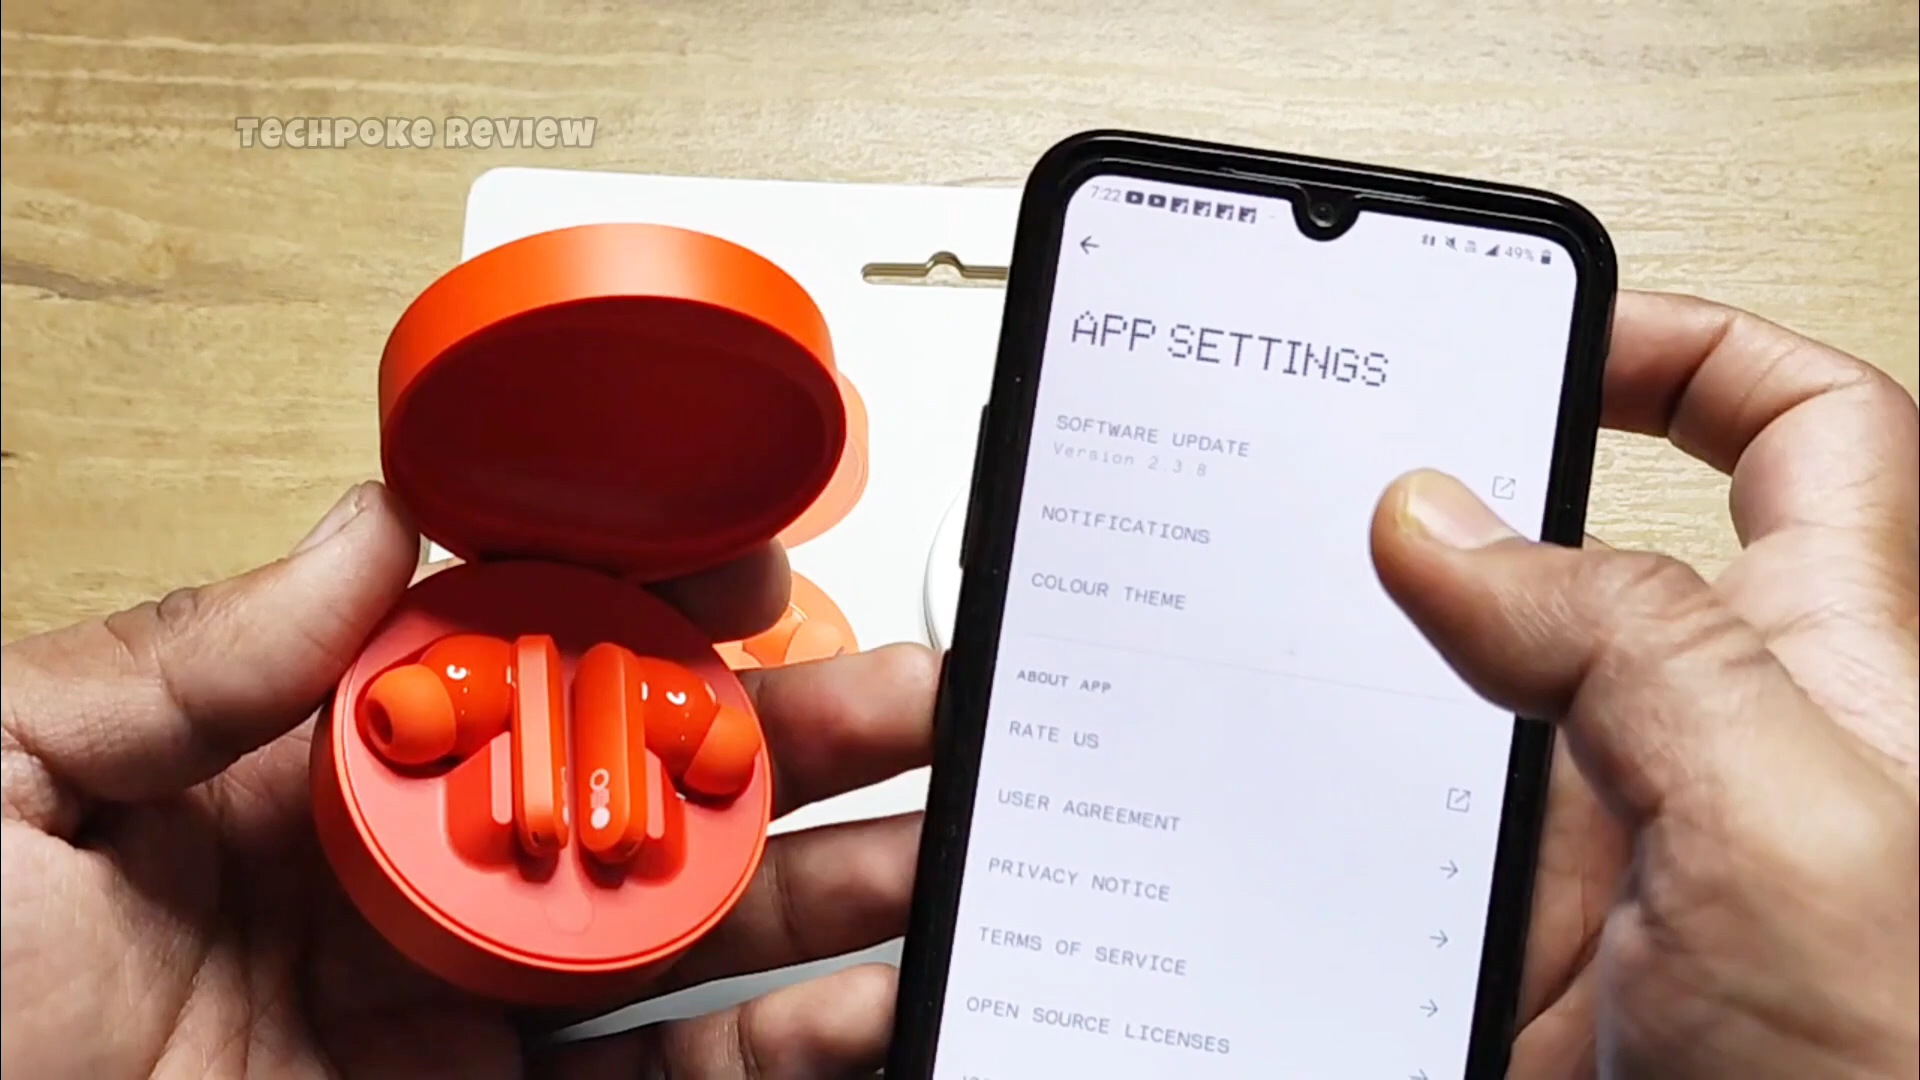 Techpoke Review
7:22
49%
APP SETTINGS
SOFTWARE UPDATE
Version 2.3.8
NOTIFICATIONS
COLOUR THEME
ABOUT APP
RATE US
USER AGREEMENT
PRIVACY NOTICE
TERMS OF SERVICE
OPEN SOURCE LICENSES